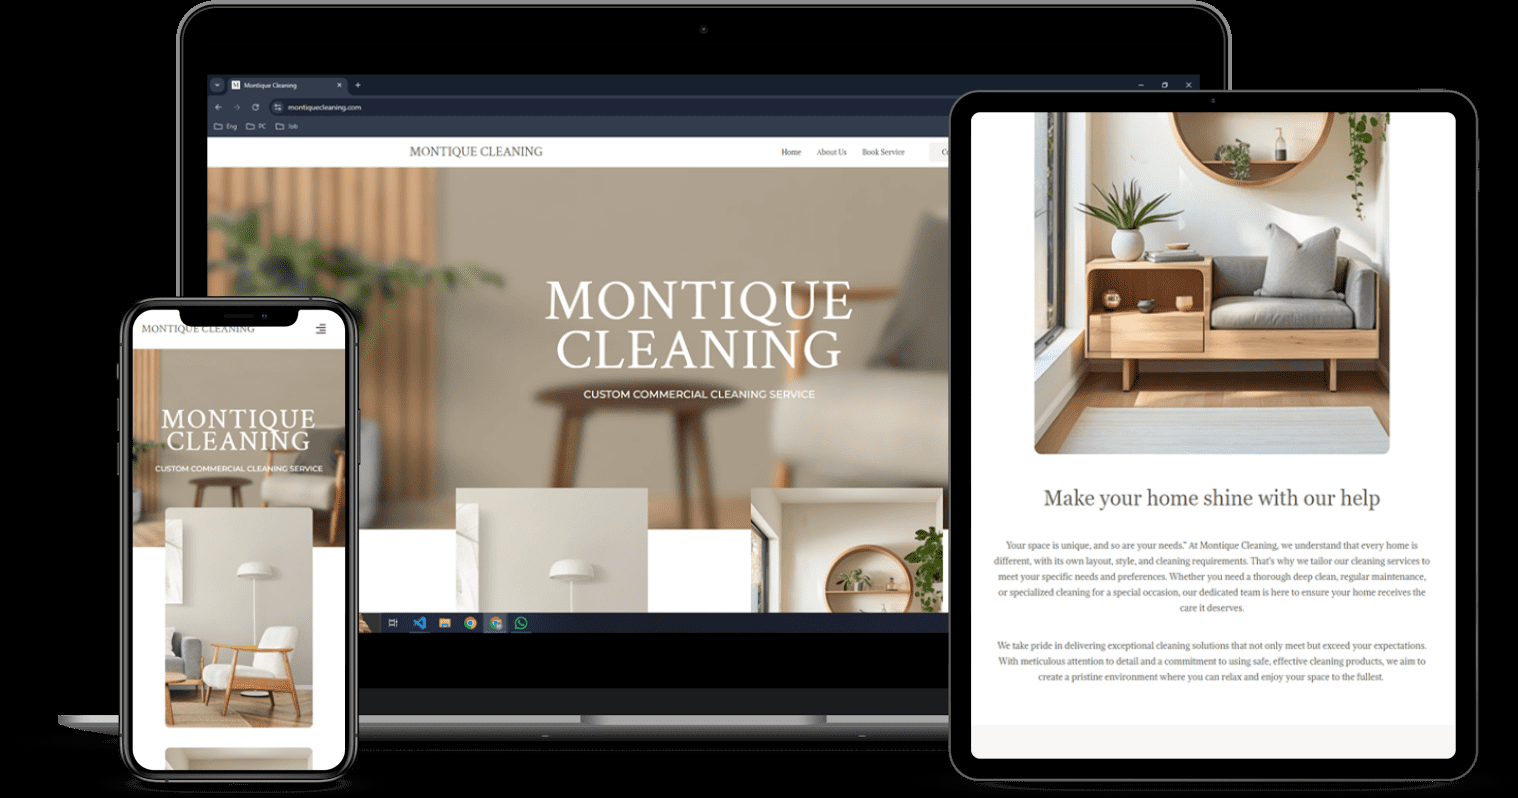 Montique Cleaning
montiquecleaning.com
Eng PC Job
MONTIQUE CLEANING
Home About Us Book Service
MONTIQUE
CLEANING
CUSTOM COMMERCIAL CLEANING SERVICE
MONTIQUE CLEANING
MONTIQUE
CLEANING
CUSTOM COMMERCIAL CLEANING SERVICE
Make your home shine with our help
Your space is unique, and so are your needs." At Montique Cleaning, we understand that every home is
different, with its own layout, style, and cleaning requirements. That's why we tailor our cleaning services to
meet your specific needs and preferences. Whether you need a thorough deep clean, regular maintenance,
or specialized cleaning for a special occasion, our dedicated team is here to ensure your home receives the
care it deserves.
We take pride in delivering exceptional cleaning solutions that not only meet but exceed your expectations.
With meticulous attention to detail and a commitment to using safe, effective cleaning products, we aim to
create a pristine environment where you can relax and enjoy your space to the fullest.